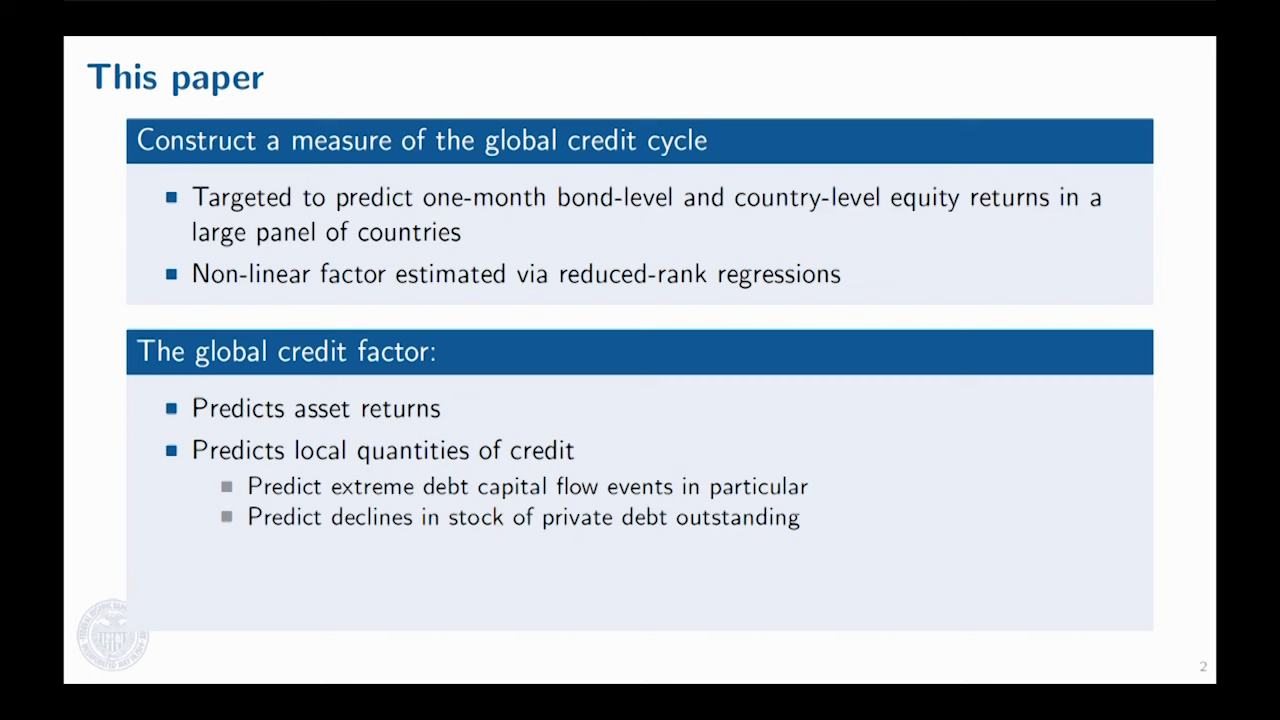 This paper
Construct a measure of the global credit cycle
Targeted to predict one-month bond-level and country-level equity returns in a
large panel of countries
Non-linear factor estimated via reduced-rank regressions
The global credit factor:
Predicts asset returns
Predicts local quantities of credit
Predict extreme debt capital flow events in particular
Predict declines in stock of private debt outstanding
2